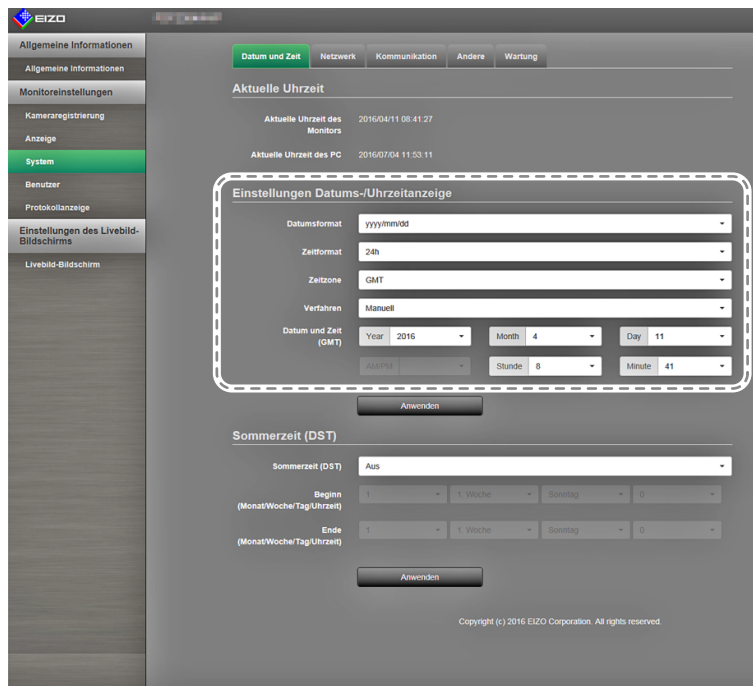 EIZO
Allgemeine Informationen
Allgemeine Informationen
Monitoreinstellungen
Kameraregistrierung
Anzeige
System
Benutzer
Protokollanzeige
Einstellungen des Livebild-
Bildschirms
Livebild-Bildschirm
Datum und Zeit Netzwerk Kommunikation Andere Wartung
Aktuelle Uhrzeit
Aktuelle Uhrzeit des 2016/04/11 08:41:27
Monitors
Aktuelle Uhrzeit des PC 2016/07/04 11:53:11
Einstellungen Datums-/Uhrzeitanzeige
Datumsformat yyyy/mm/dd
Zeitformat 24h
Zeitzone GMT
Verfahren Manuell
Datum und Zeit Year 2016 Month 4 Day 11
(GMT)
AM/PM Stunde 8 Minute 41
Anwenden
Sommerzeit (DST)
Sommerzeit (DST) Aus
Beginn 1 1. Woche Sonntag 0
(Monat/Woche/Tag/Uhrzeit)
Ende 1 1. Woche Sonntag 0
(Monat/Woche/Tag/Uhrzeit)
Anwenden
Copyright (c) 2016 EIZO Corporation. All rights reserved.